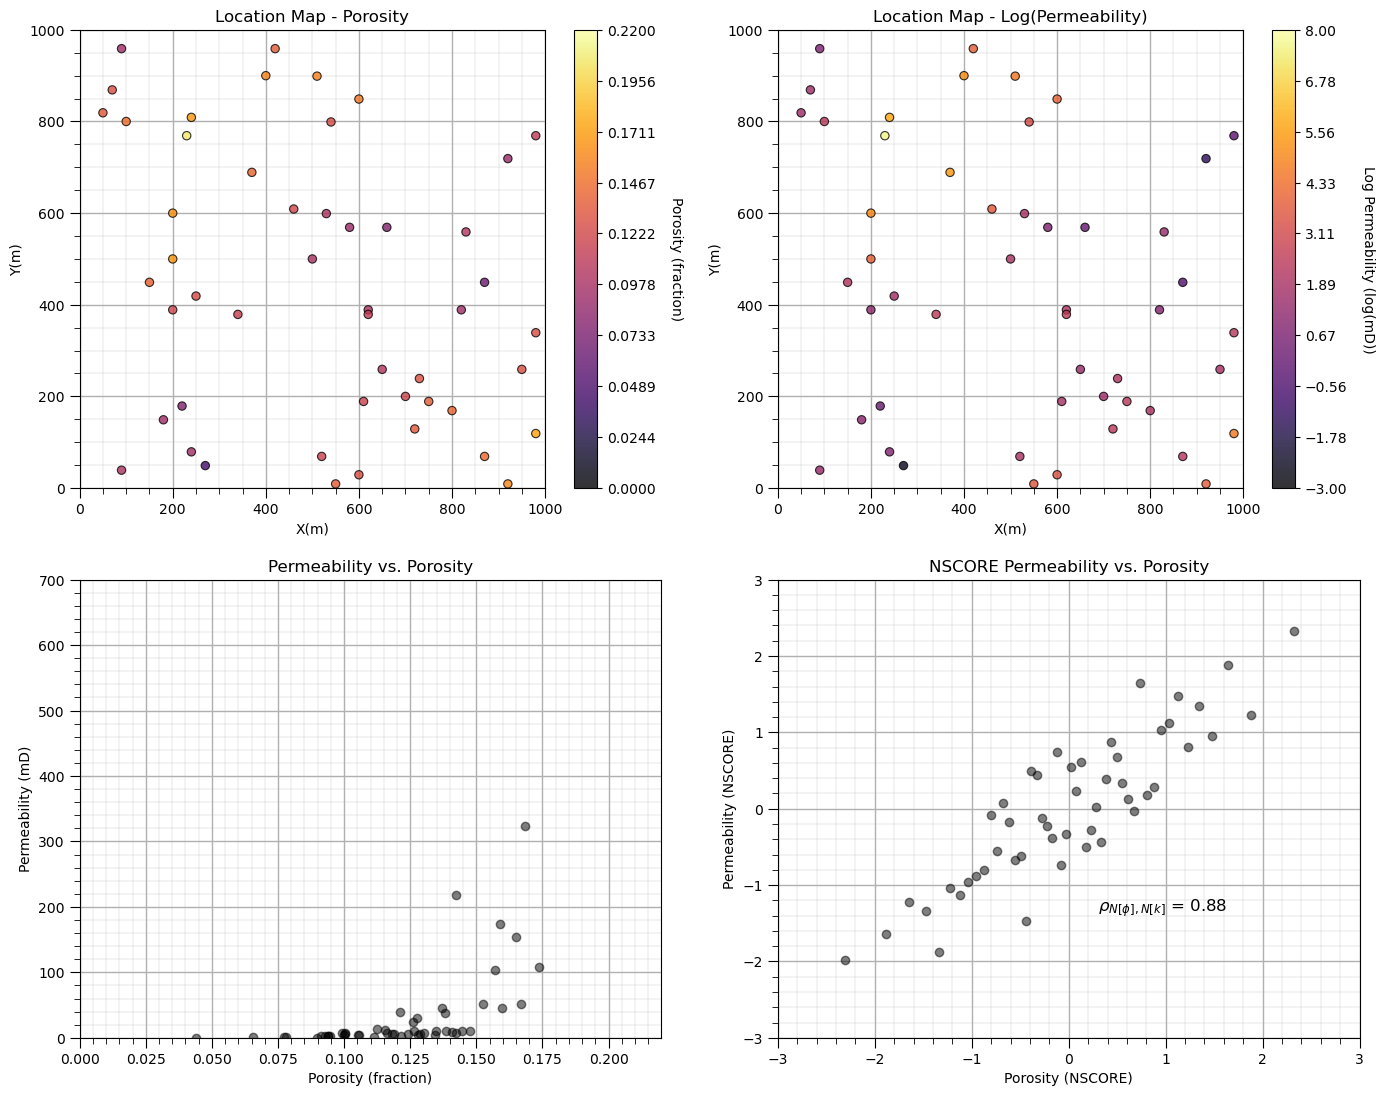 Location Map - Porosity
1000
800
600
400
200
0
Y(m)
0 200 400 600 800 1000
X(m)
0.2200
0.1956
0.1711
0.1467
0.1222
0.0978
0.0733
0.0489
0.0244
0.0000
Porosity (fraction)
Location Map - Log(Permeability)
1000
800
600
400
200
0
Y(m)
0 200 400 600 800 1000
X(m)
8.00
6.78
5.56
4.33
3.11
1.89
0.67
−0.56
−1.78
−3.00
Log Permeability (log(mD))
Permeability vs. Porosity
700
600
500
400
300
200
100
0
Permeability (mD)
0.000 0.025 0.050 0.075 0.100 0.125 0.150 0.175 0.200
Porosity (fraction)
NSCORE Permeability vs. Porosity
3
2
1
0
−1
−2
−3
Permeability (NSCORE)
ρN[ϕ], N[k] = 0.88
−3 −2 −1 0 1 2 3
Porosity (NSCORE)